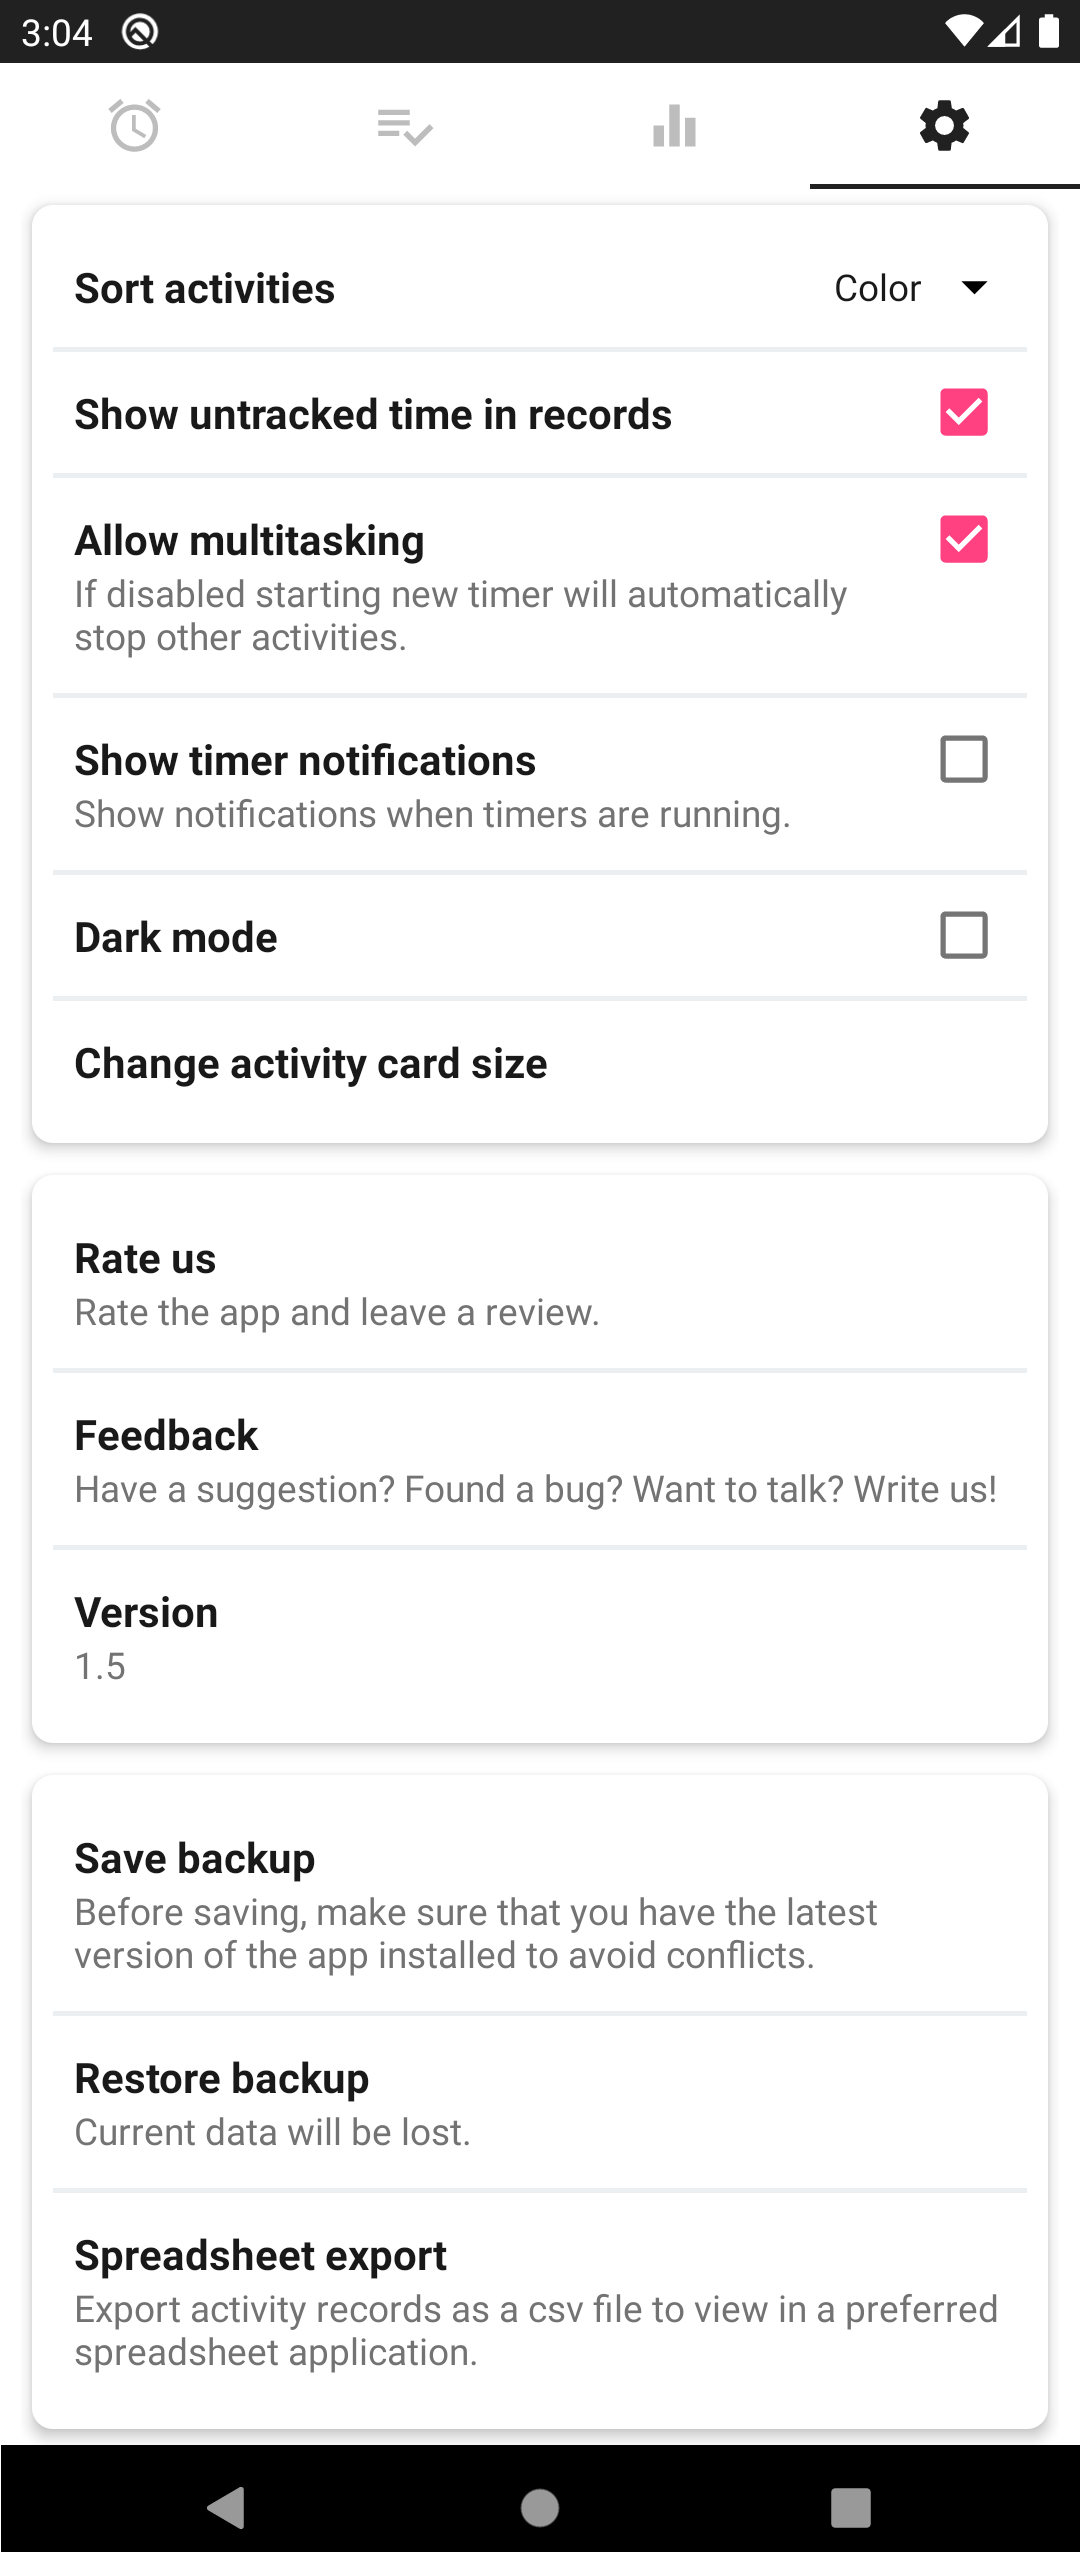 3:04
Sort activities
Color
Show untracked time in records
Allow multitasking
If disabled starting new timer will automatically
stop other activities.
Show timer notifications
Show notifications when timers are running.
Dark mode
Change activity card size
Rate us
Rate the app and leave a review.
Feedback
Have a suggestion? Found a bug? Want to talk? Write us!
Version
1.5
Save backup
Before saving, make sure that you have the latest
version of the app installed to avoid conflicts.
Restore backup
Current data will be lost.
Spreadsheet export
Export activity records as a csv file to view in a preferred
spreadsheet application.